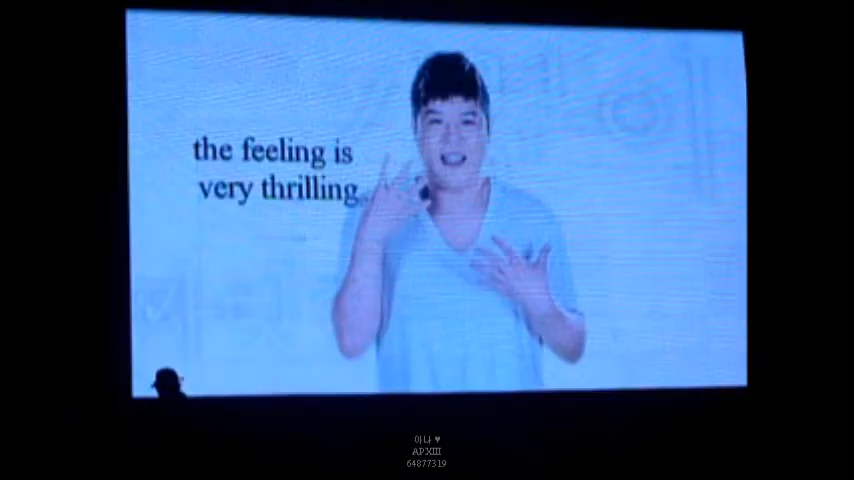 the feeling is
very thrilling
아나 ♥
APXIII
64877319